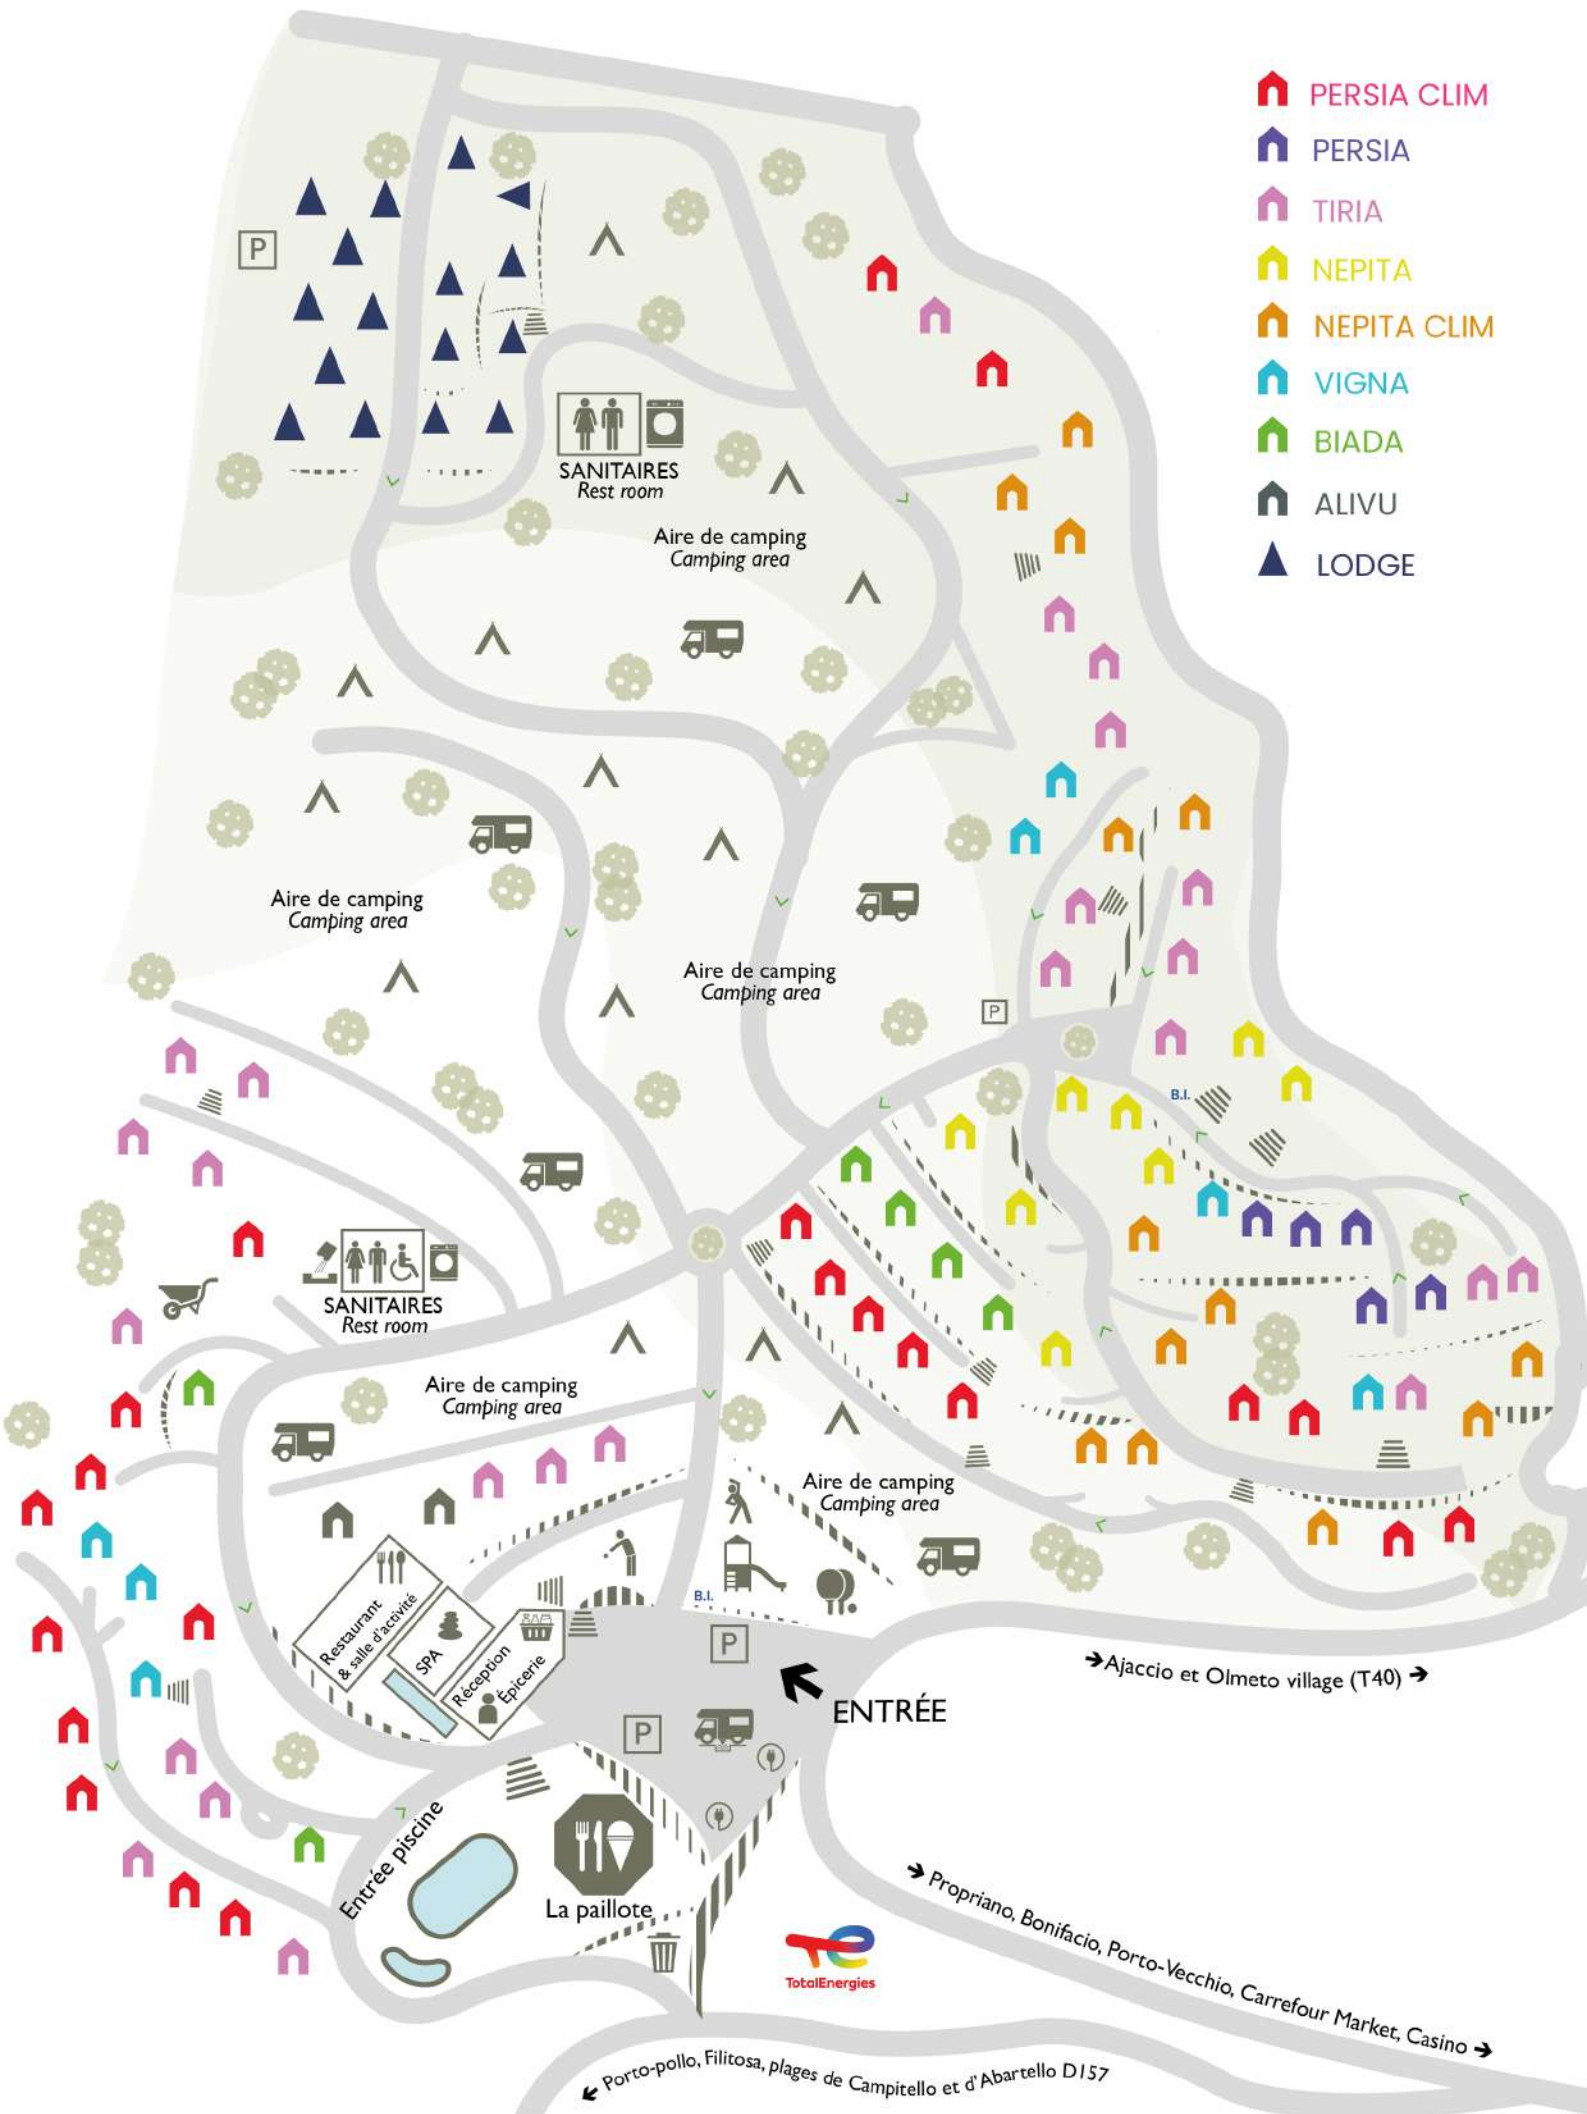 PERSIA CLIM
PERSIA
TIRIA
NEPITA
NEPITA CLIM
VIGNA
BIADA
ALIVU
LODGE
P
SANITAIRES
Rest room
Aire de camping
Camping area
Aire de camping
Camping area
Aire de camping
Camping area
P
B.I.
SANITAIRES
Rest room
Aire de camping
Camping area
Aire de camping
Camping area
Restaurant
& salle d'activité
SPA
Réception
Épicerie
B.I.
P
P
ENTRÉE
Ajaccio et Olmeto village (T40)
Entrée piscine
La paillote
TotalEnergies
Propriano, Bonifacio, Porto-Vecchio, Carrefour Market, Casino
Porto-pollo, Filitosa, plages de Campitello et d'Abartello D157